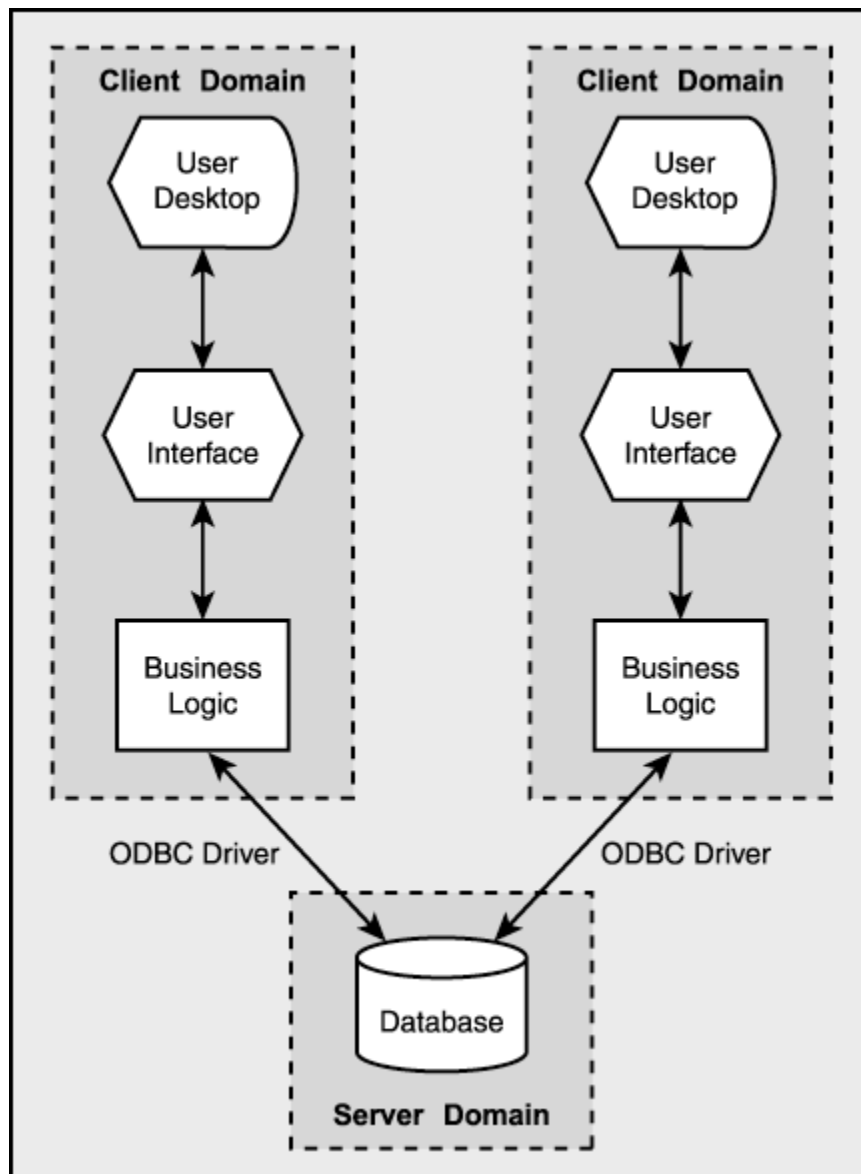 Client Domain
User
Desktop
User
Interface
Business
Logic
ODBC Driver
Client Domain
User
Desktop
User
Interface
Business
Logic
ODBC Driver
Database
Server Domain